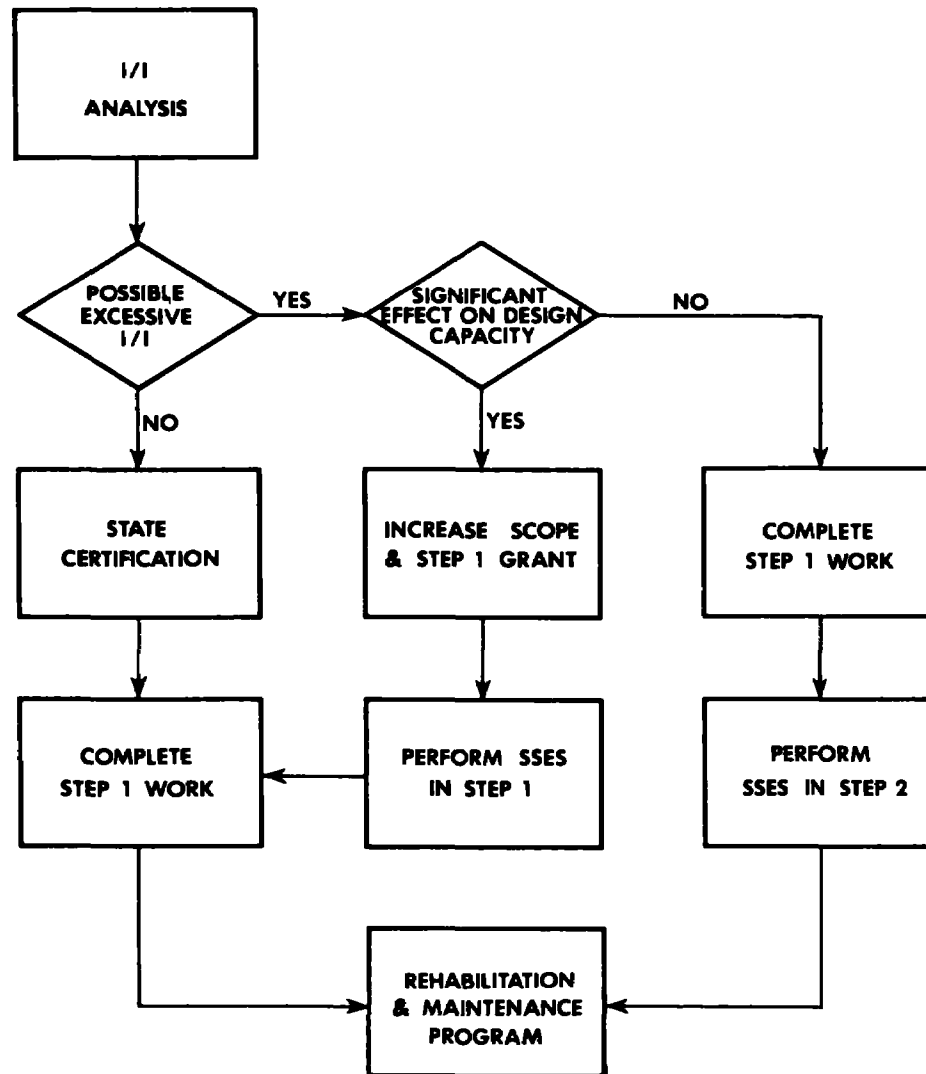 I/I
ANALYSIS
POSSIBLE
EXCESSIVE
I/I
YES
SIGNIFICANT
EFFECT ON DESIGN
CAPACITY
NO
NO
YES
STATE
CERTIFICATION
INCREASE SCOPE
& STEP 1 GRANT
COMPLETE
STEP 1 WORK
COMPLETE
STEP 1 WORK
PERFORM SSES
IN STEP 1
PERFORM
SSES IN STEP 2
REHABILITATION
& MAINTENANCE
PROGRAM